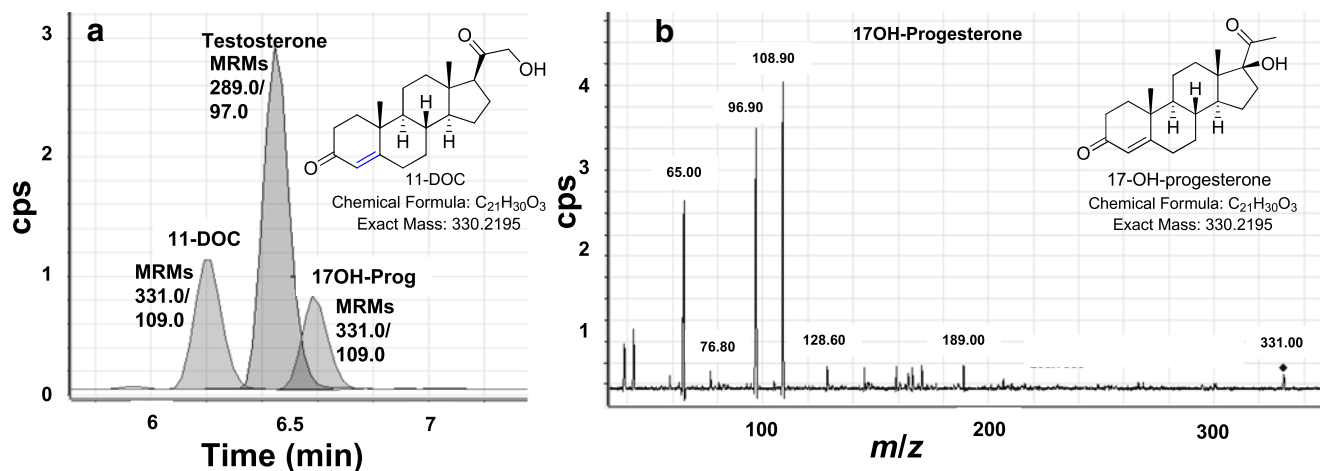 a
3
2
1
0
cps
Testosterone
MRMs
289.0/
97.0
11-DOC
MRMs
331.0/
109.0
17OH-Prog
MRMs
331.0/
109.0
O
OH
H
H
H
O
11-DOC
Chemical Formula: C21H30O3
Exact Mass: 330.2195
6
6.5
7
Time (min)
b
17OH-Progesterone
4
3
2
1
cps
108.90
96.90
65.00
76.80
128.60
189.00
331.00
O
OH
H
H
H
O
17-OH-progesterone
Chemical Formula: C21H30O3
Exact Mass: 330.2195
100
200
300
m/z